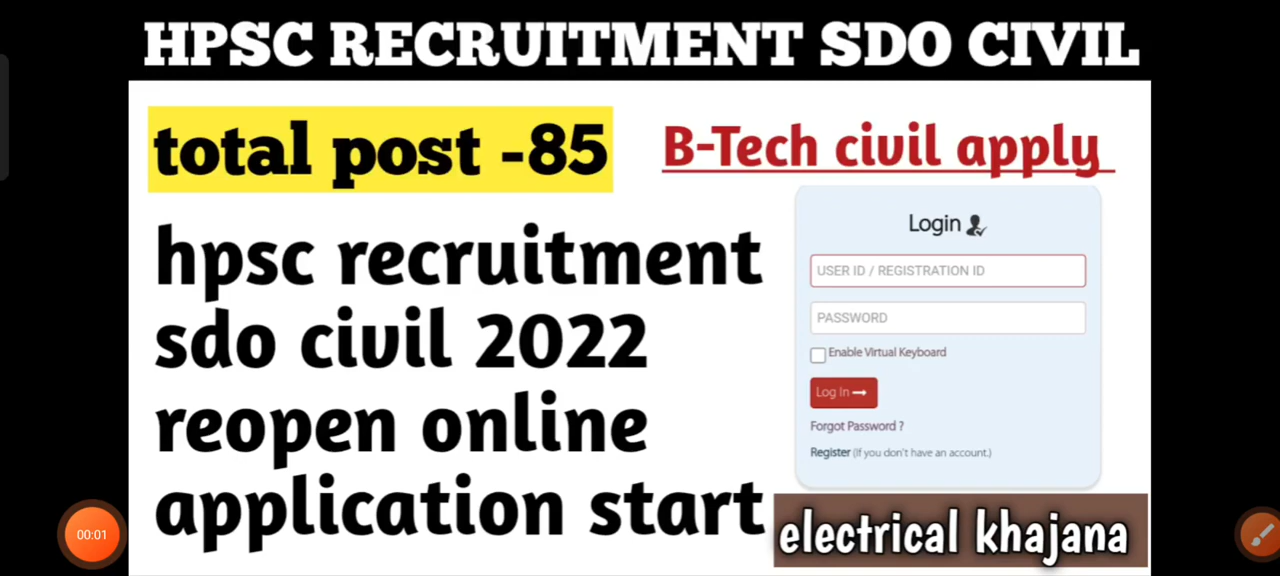 HPSC RECRUITMENT SDO CIVIL
total post -85
B-Tech civil apply
hpsc recruitment
sdo civil 2022
reopen online
application start
Login
USER ID / REGISTRATION ID
PASSWORD
Enable Virtual Keyboard
Log In
Forgot Password ?
Register (If you don't have an account.)
electrical khajana
00:01